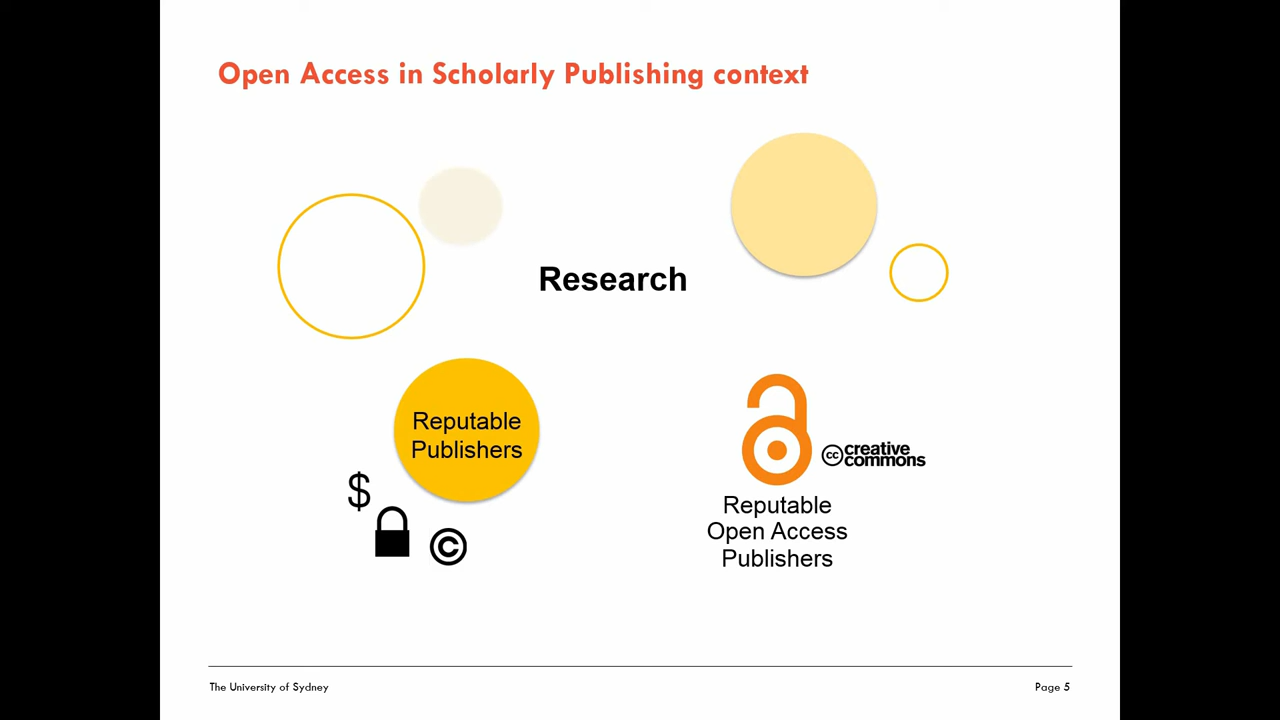 Open Access in Scholarly Publishing context
Research
Reputable
Publishers
$
©
cc creative
commons
Reputable
Open Access
Publishers
The University of Sydney
Page 5